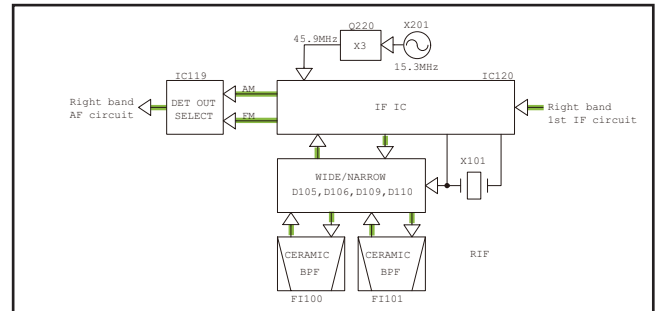 Q220
X201
45.9MHz
X3
15.3MHz
IC119
IC120
AM
Right band
AF circuit
DET OUT
SELECT
IF IC
Right band
1st IF circuit
FM
X101
WIDE/NARROW
D105,D106,D109,D110
CERAMIC
BPF
CERAMIC
BPF
RIF
FI100
FI101